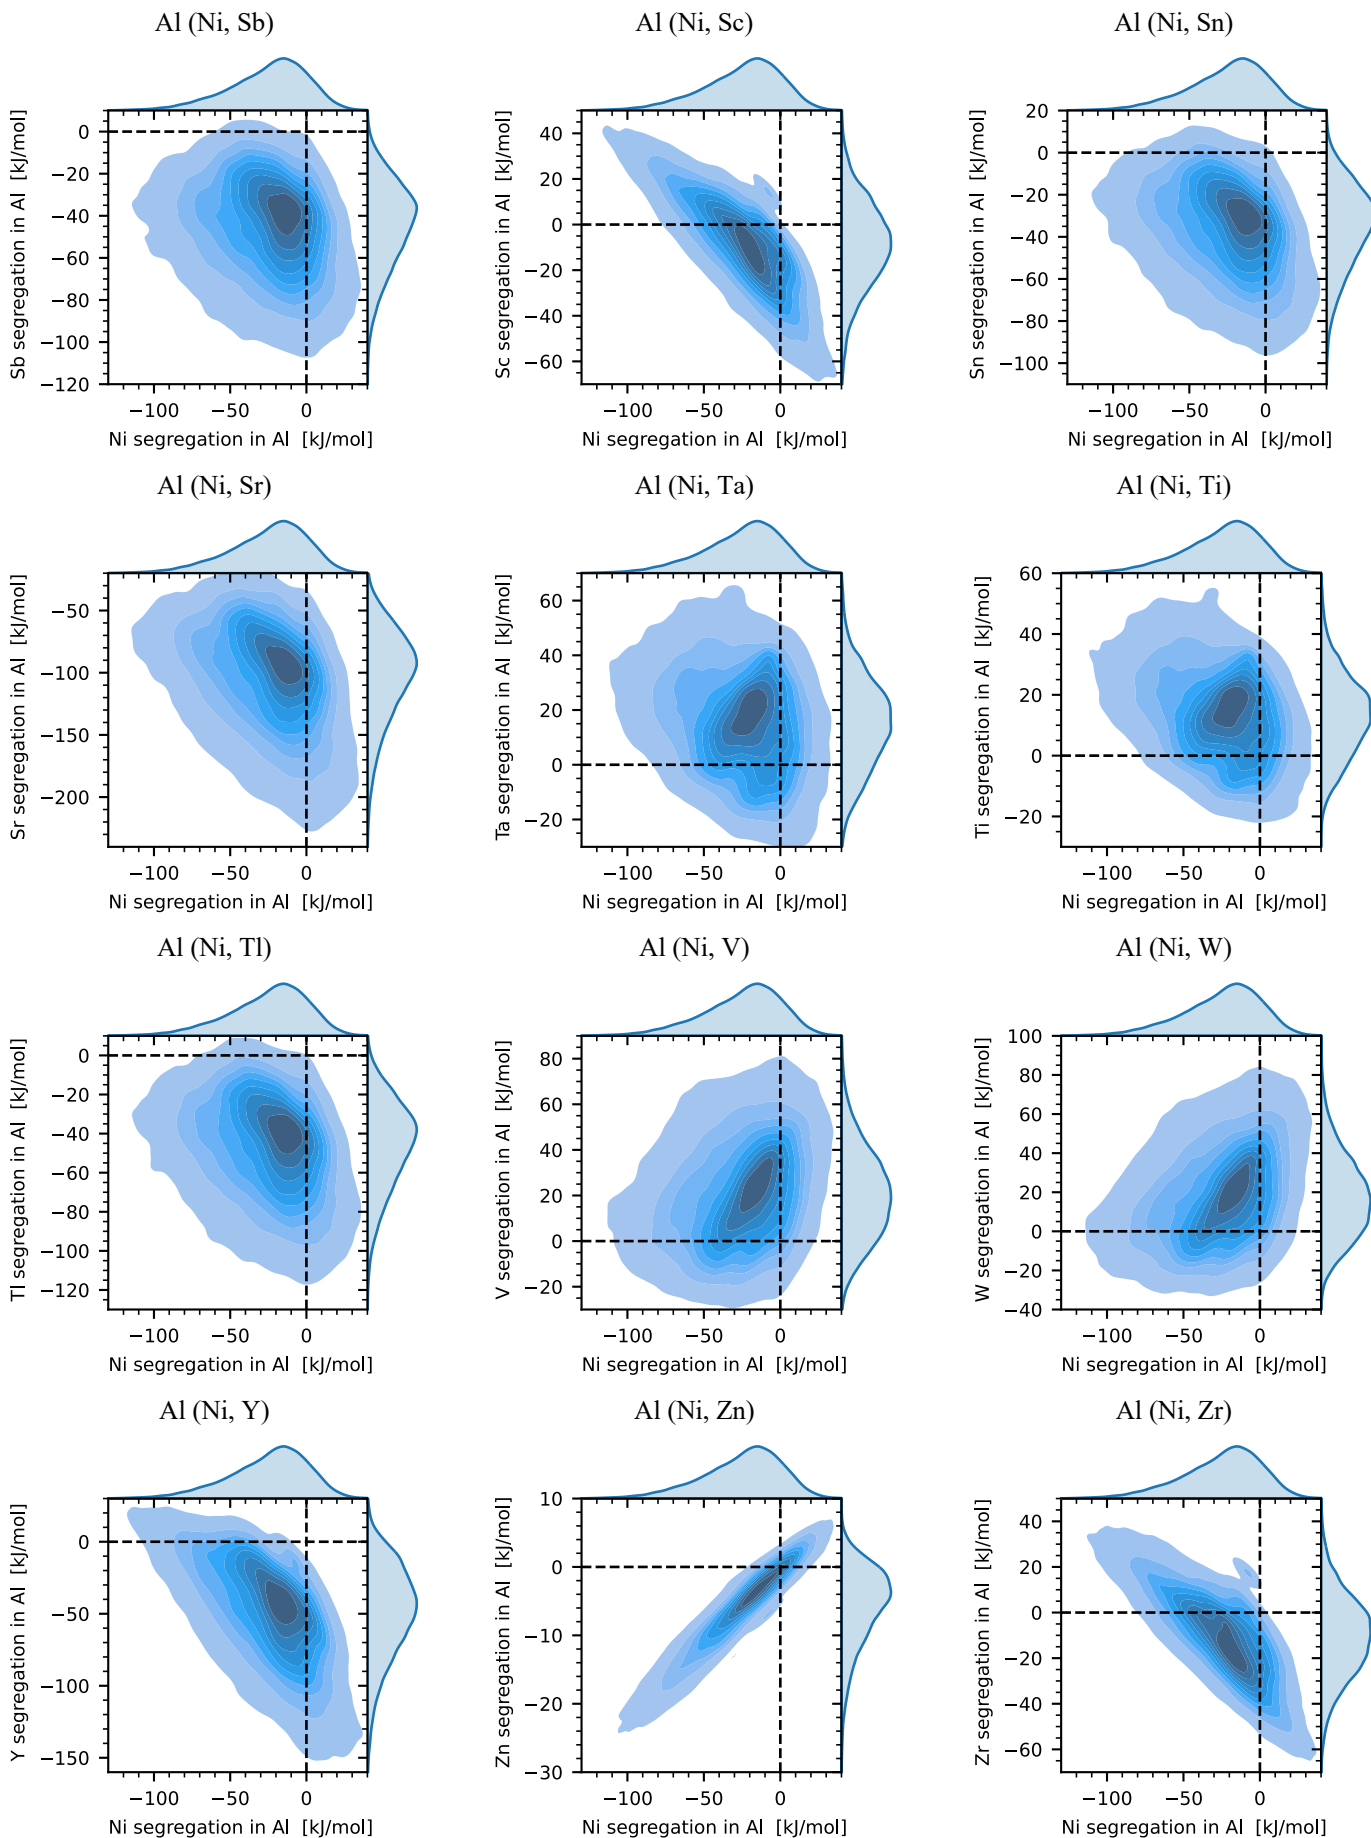 Al (Ni, Sb)
Al (Ni, Sc)
Al (Ni, Sn)
Sb segregation in Al [kJ/mol]
0
−20
−40
−60
−80
−100
−120
−100
−50
0
Ni segregation in Al [kJ/mol]
Sc segregation in Al [kJ/mol]
40
20
0
−20
−40
−60
−100
−50
0
Ni segregation in Al [kJ/mol]
Sn segregation in Al [kJ/mol]
20
0
−20
−40
−60
−80
−100
−100
−50
0
Ni segregation in Al [kJ/mol]
Al (Ni, Sr)
Al (Ni, Ta)
Al (Ni, Ti)
Sr segregation in Al [kJ/mol]
−50
−100
−150
−200
−100
−50
0
Ni segregation in Al [kJ/mol]
Ta segregation in Al [kJ/mol]
60
40
20
0
−20
−100
−50
0
Ni segregation in Al [kJ/mol]
Ti segregation in Al [kJ/mol]
60
40
20
0
−20
−100
−50
0
Ni segregation in Al [kJ/mol]
Al (Ni, Tl)
Al (Ni, V)
Al (Ni, W)
Tl segregation in Al [kJ/mol]
0
−20
−40
−60
−80
−100
−120
−100
−50
0
Ni segregation in Al [kJ/mol]
V segregation in Al [kJ/mol]
80
60
40
20
0
−20
−100
−50
0
Ni segregation in Al [kJ/mol]
W segregation in Al [kJ/mol]
100
80
60
40
20
0
−20
−40
−100
−50
0
Ni segregation in Al [kJ/mol]
Al (Ni, Y)
Al (Ni, Zn)
Al (Ni, Zr)
Y segregation in Al [kJ/mol]
0
−50
−100
−150
−100
−50
0
Ni segregation in Al [kJ/mol]
Zn segregation in Al [kJ/mol]
10
0
−10
−20
−30
−100
−50
0
Ni segregation in Al [kJ/mol]
Zr segregation in Al [kJ/mol]
40
20
0
−20
−40
−60
−100
−50
0
Ni segregation in Al [kJ/mol]